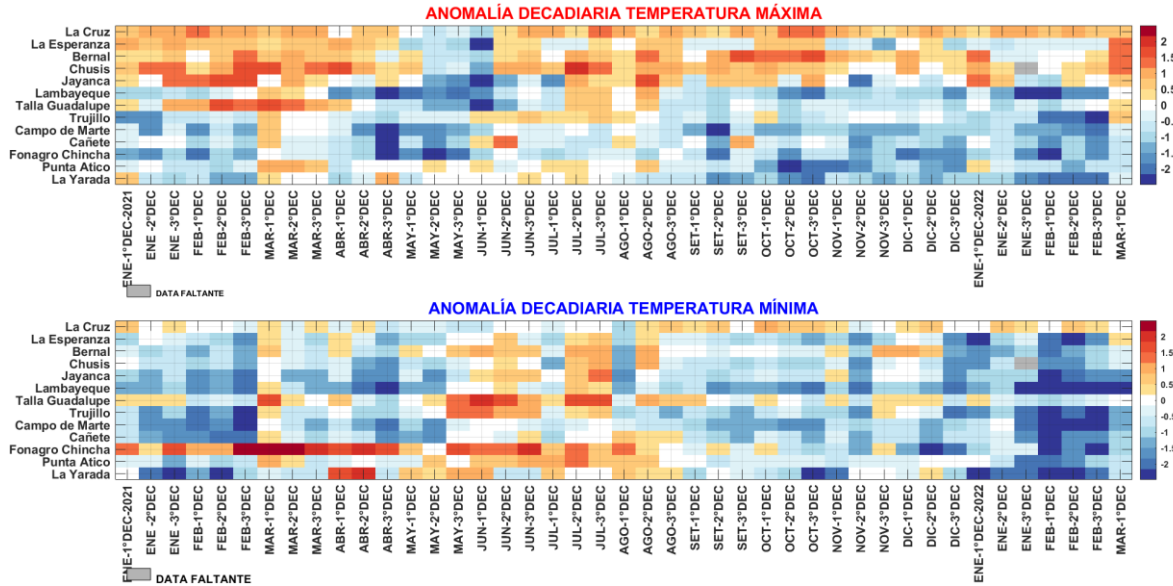 ANOMALÍA DECADIARIA TEMPERATURA MÁXIMA
La Cruz
La Esperanza
Bernal
Chusis
Jayanca
Lambayeque
Talla Guadalupe
Trujillo
Campo de Marte
Cañete
Fonagro Chincha
Punta Atico
La Yarada
2
1.5
1
0.5
0
-0.5
-1
-1.5
-2
ENE-1°DEC-2021
ENE -2°DEC
ENE -3°DEC
FEB-1°DEC
FEB-2°DEC
FEB-3°DEC
MAR-1°DEC
MAR-2°DEC
MAR-3°DEC
ABR-1°DEC
ABR-2°DEC
ABR-3°DEC
MAY-1°DEC
MAY-2°DEC
MAY-3°DEC
JUN-1°DEC
JUN-2°DEC
JUN-3°DEC
JUL-1°DEC
JUL-2°DEC
JUL-3°DEC
AGO-1°DEC
AGO-2°DEC
AGO-3°DEC
SET-1°DEC
SET-2°DEC
SET-3°DEC
OCT-1°DEC
OCT-2°DEC
OCT-3°DEC
NOV-1°DEC
NOV-2°DEC
NOV-3°DEC
DIC-1°DEC
DIC-2°DEC
DIC-3°DEC
ENE-1°DEC-2022
ENE-2°DEC
ENE-3°DEC
FEB-1°DEC
FEB-2°DEC
FEB-3°DEC
MAR-1°DEC
DATA FALTANTE
ANOMALÍA DECADIARIA TEMPERATURA MÍNIMA
La Cruz
La Esperanza
Bernal
Chusis
Jayanca
Lambayeque
Talla Guadalupe
Trujillo
Campo de Marte
Cañete
Fonagro Chincha
Punta Atico
La Yarada
2
1.5
1
0.5
0
-0.5
-1
-1.5
-2
ENE-1°DEC-2021
ENE -2°DEC
ENE -3°DEC
FEB-1°DEC
FEB-2°DEC
FEB-3°DEC
MAR-1°DEC
MAR-2°DEC
MAR-3°DEC
ABR-1°DEC
ABR-2°DEC
ABR-3°DEC
MAY-1°DEC
MAY-2°DEC
MAY-3°DEC
JUN-1°DEC
JUN-2°DEC
JUN-3°DEC
JUL-1°DEC
JUL-2°DEC
JUL-3°DEC
AGO-1°DEC
AGO-2°DEC
AGO-3°DEC
SET-1°DEC
SET-2°DEC
SET-3°DEC
OCT-1°DEC
OCT-2°DEC
OCT-3°DEC
NOV-1°DEC
NOV-2°DEC
NOV-3°DEC
DIC-1°DEC
DIC-2°DEC
DIC-3°DEC
ENE-1°DEC-2022
ENE-2°DEC
ENE-3°DEC
FEB-1°DEC
FEB-2°DEC
FEB-3°DEC
MAR-1°DEC
DATA FALTANTE